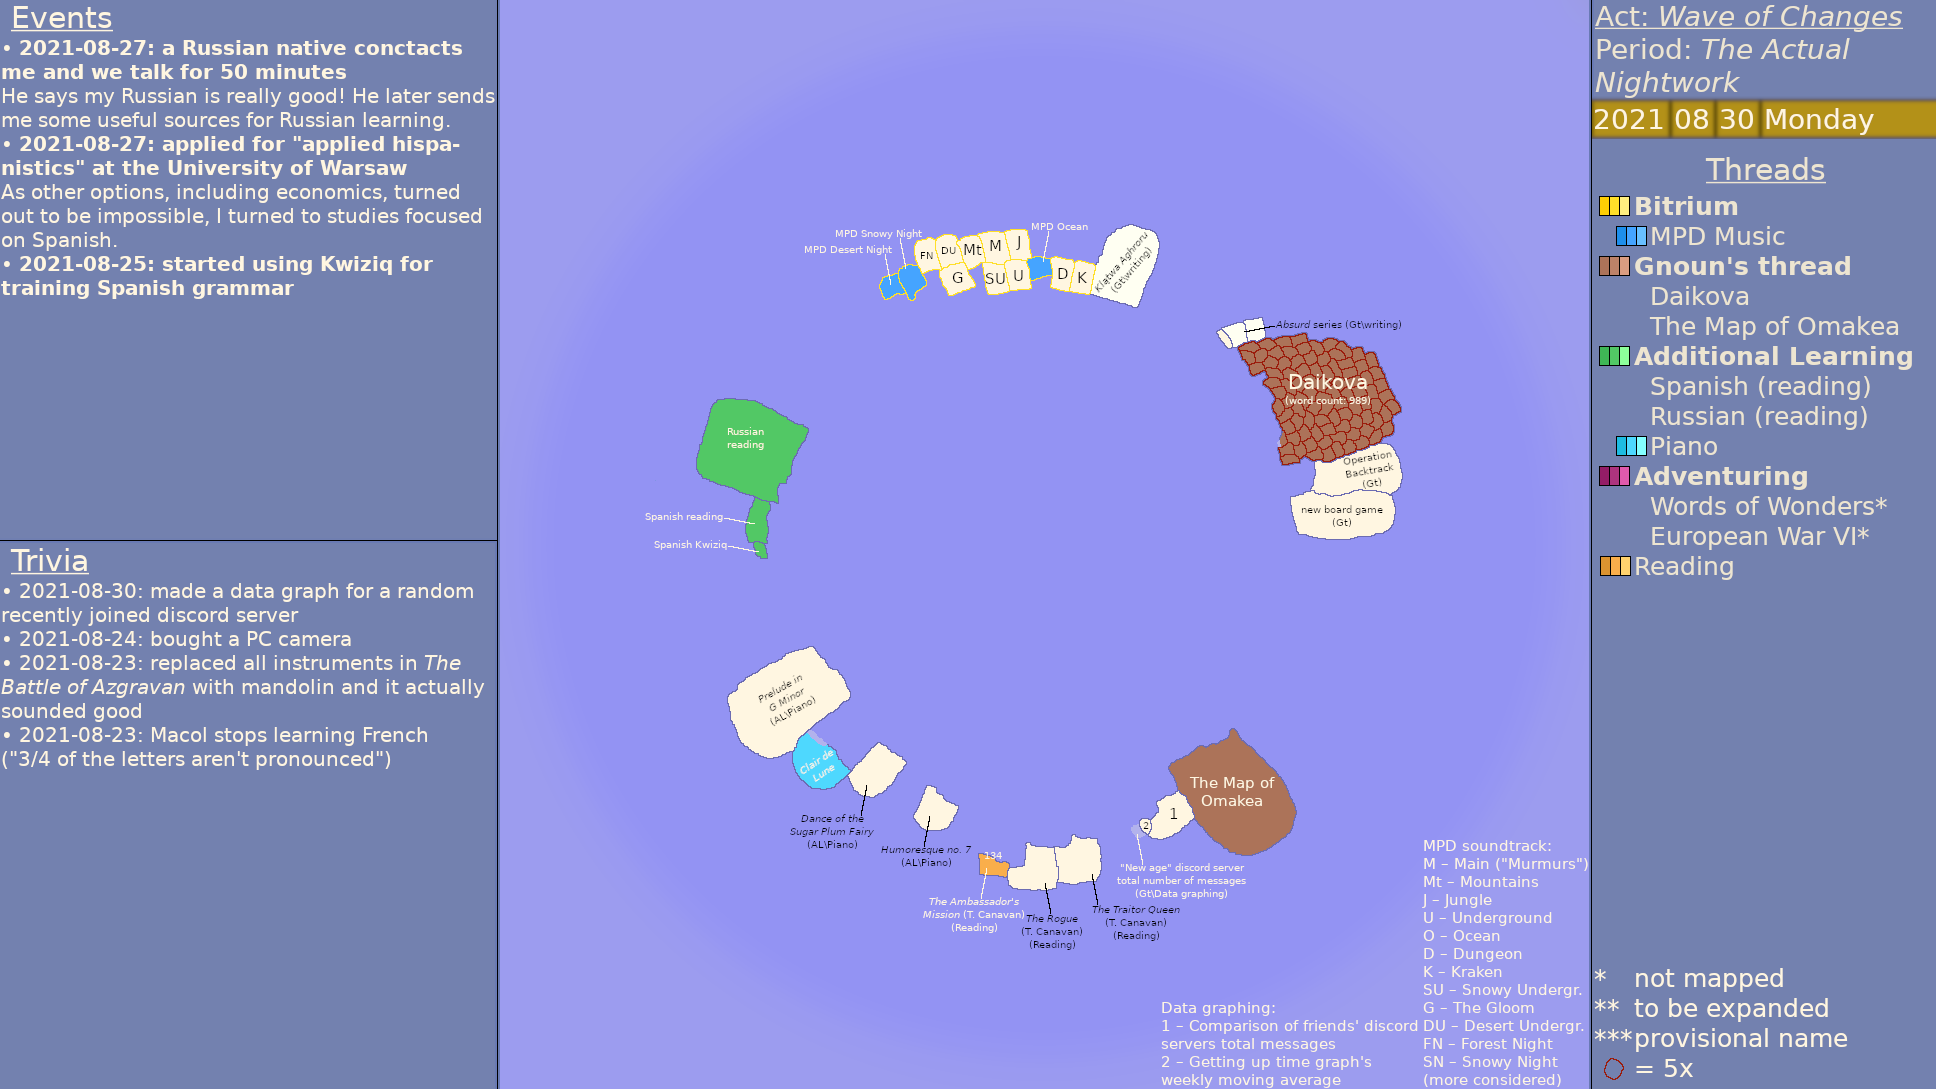 Events
• 2021-08-27: a Russian native conctacts
me and we talk for 50 minutes
He says my Russian is really good! He later sends
me some useful sources for Russian learning.
• 2021-08-27: applied for "applied hispa-
nistics" at the University of Warsaw
As other options, including economics, turned
out to be impossible, I turned to studies focused
on Spanish.
• 2021-08-25: started using Kwiziq for
training Spanish grammar
Trivia
• 2021-08-30: made a data graph for a random
recently joined discord server
• 2021-08-24: bought a PC camera
• 2021-08-23: replaced all instruments in The
Battle of Azgravan with mandolin and it actually
sounded good
• 2021-08-23: Macol stops learning French
("3/4 of the letters aren't pronounced")
MPD Snowy Night
MPD Desert Night
MPD Ocean
FN
DU
Mt
M
J
G
SU
U
D
K
Klątwa Aghroru
(Gt\writing)
Absurd series (Gt\writing)
Daikova
(word count: 989)
Operation
Backtrack
(Gt)
new board game
(Gt)
Russian
reading
Spanish reading
Spanish Kwiziq
Prelude in
G Minor
(AL\Piano)
Clair de
Lune
Dance of the
Sugar Plum Fairy
(AL\Piano)
Humoresque no. 7
(AL\Piano)
134
The Ambassador's
Mission (T. Canavan)
(Reading)
The Rogue
(T. Canavan)
(Reading)
The Traitor Queen
(T. Canavan)
(Reading)
The Map of
Omakea
1
2
"New age" discord server
total number of messages
(Gt\Data graphing)
Data graphing:
1 – Comparison of friends' discord
servers total messages
2 – Getting up time graph's
weekly moving average
MPD soundtrack:
M – Main ("Murmurs")
Mt – Mountains
J – Jungle
U – Underground
O – Ocean
D – Dungeon
K – Kraken
SU – Snowy Undergr.
G – The Gloom
DU – Desert Undergr.
FN – Forest Night
SN – Snowy Night
(more considered)
Act: Wave of Changes
Period: The Actual
Nightwork
2021 08 30 Monday
Threads
Bitrium
MPD Music
Gnoun's thread
Daikova
The Map of Omakea
Additional Learning
Spanish (reading)
Russian (reading)
Piano
Adventuring
Words of Wonders*
European War VI*
Reading
* not mapped
** to be expanded
*** provisional name
= 5x